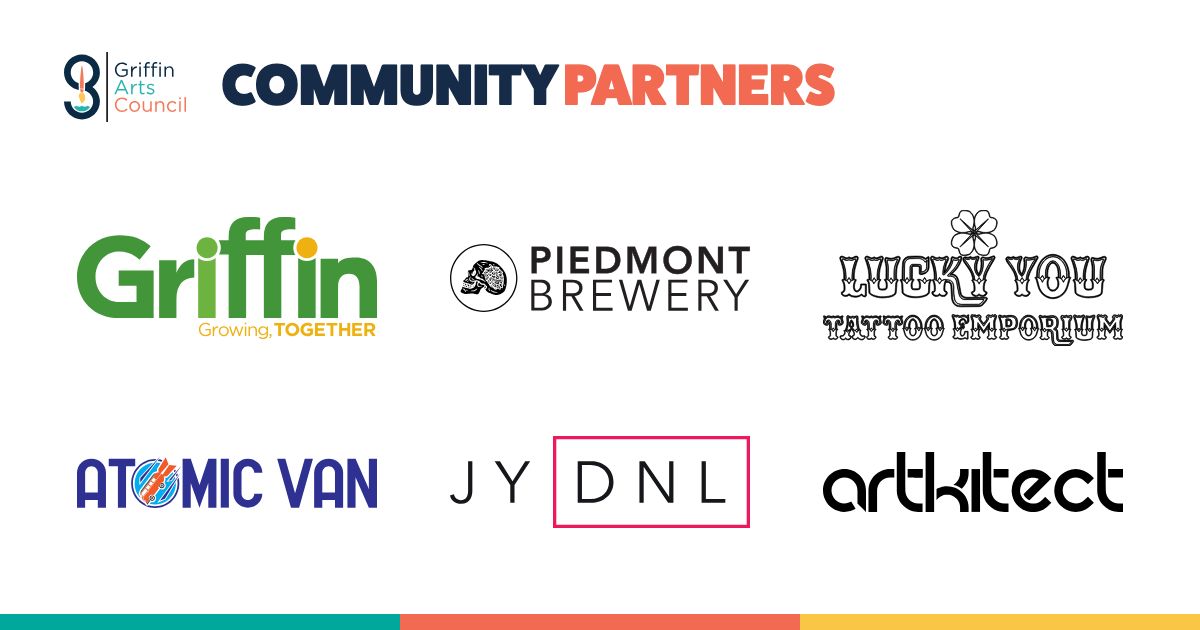 Griffin
Arts
Council
COMMUNITY PARTNERS
Griffin
Growing, TOGETHER
PIEDMONT
BREWERY
LUCKY YOU
TATTOO EMPORIUM
ATOMIC VAN
JY DNL
artkitect